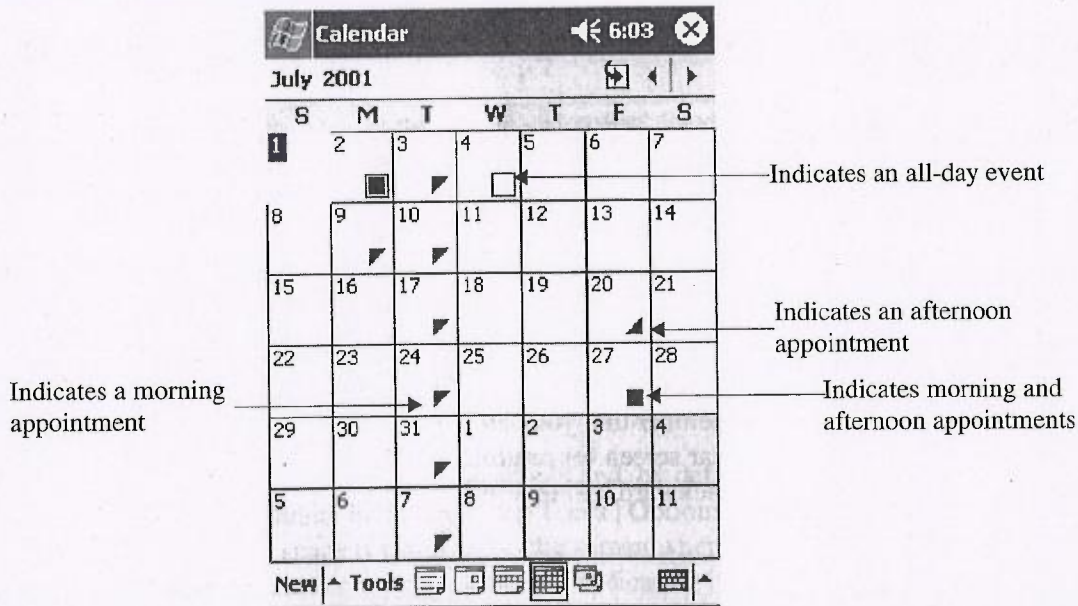 Calendar 6:03
July 2001
S M T W T F S
1 2 3 4 5 6 7
Indicates an all-day event
8 9 10 11 12 13 14
15 16 17 18 19 20 21
Indicates an afternoon
appointment
22 23 24 25 26 27 28
Indicates a morning
appointment
Indicates morning and
afternoon appointments
29 30 31 1 2 3 4
5 6 7 8 9 10 11
New Tools